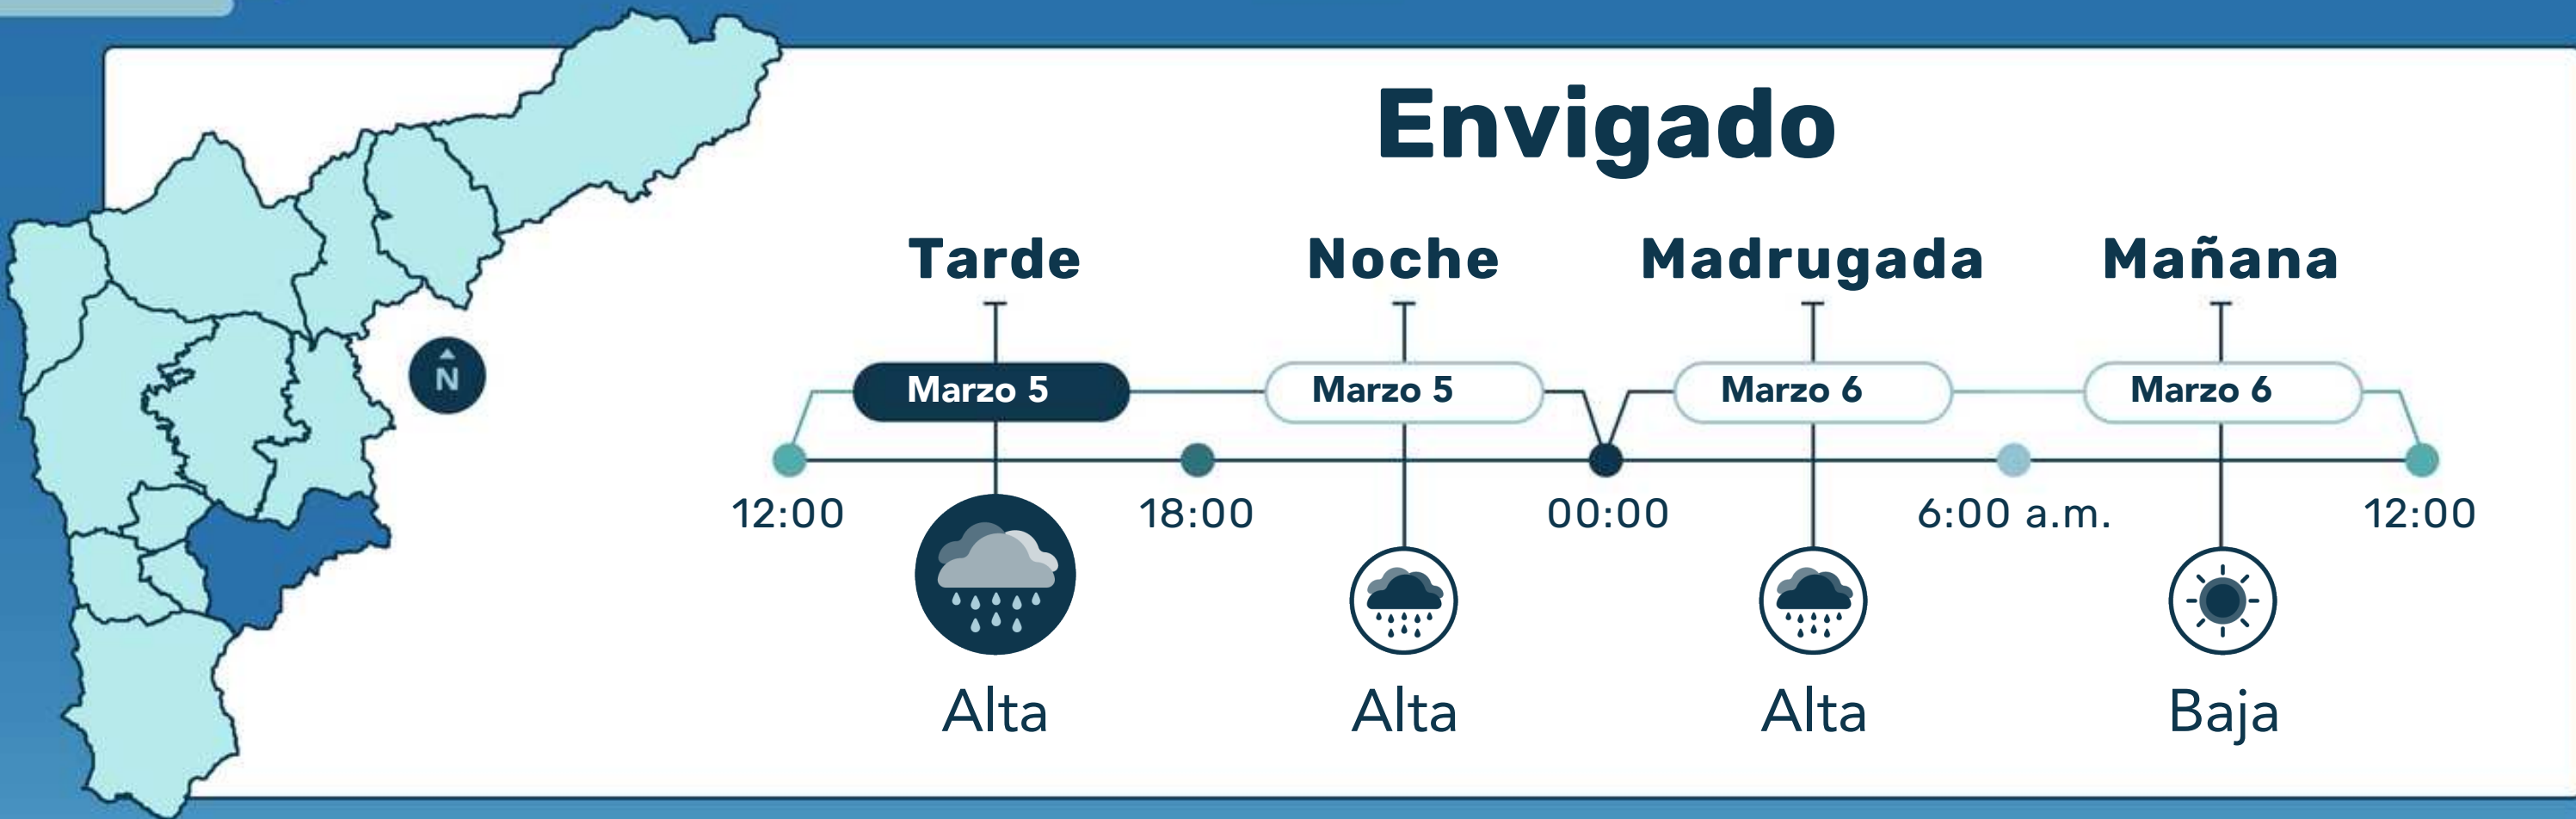 Envigado
Tarde
Noche
Madrugada
Mañana
N
Marzo 5
Marzo 5
Marzo 6
Marzo 6
12:00
18:00
00:00
6:00 a.m.
12:00
Alta
Alta
Alta
Baja